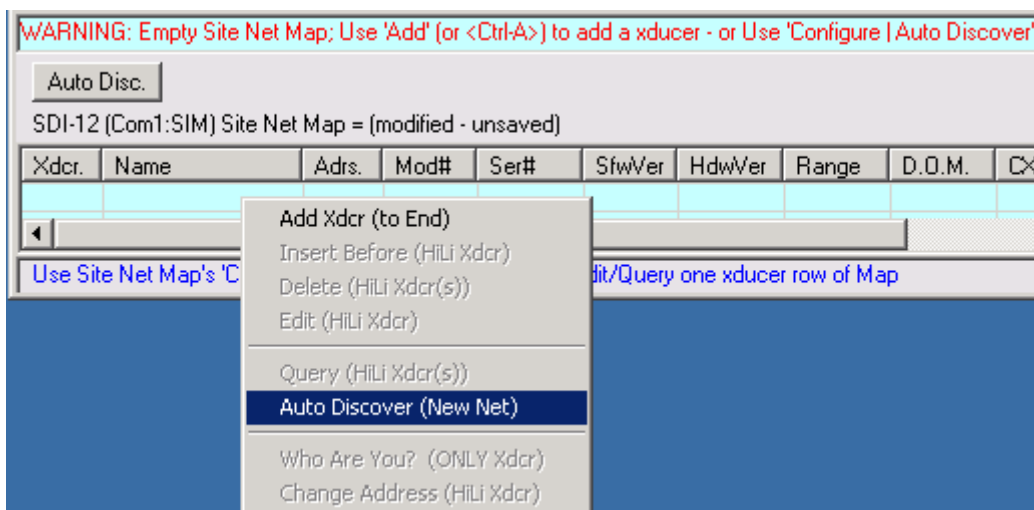 WARNING: Empty Site Net Map; Use 'Add' (or <Ctrl-A>) to add a xducer - or Use 'Configure | Auto Discover'
Auto Disc.
SDI-12 (Com1:SIM) Site Net Map = (modified - unsaved)
Xdcr. Name Adrs. Mod# Ser# SfwVer HdwVer Range D.O.M. CX
Add Xdcr (to End)
Insert Before (HiLi Xdcr)
Delete (HiLi Xdcr(s))
Edit (HiLi Xdcr)
Query (HiLi Xdcr(s))
Auto Discover (New Net)
Who Are You? (ONLY Xdcr)
Change Address (HiLi Xdcr)
Use Site Net Map's 'C dit/Query one xducer row of Map